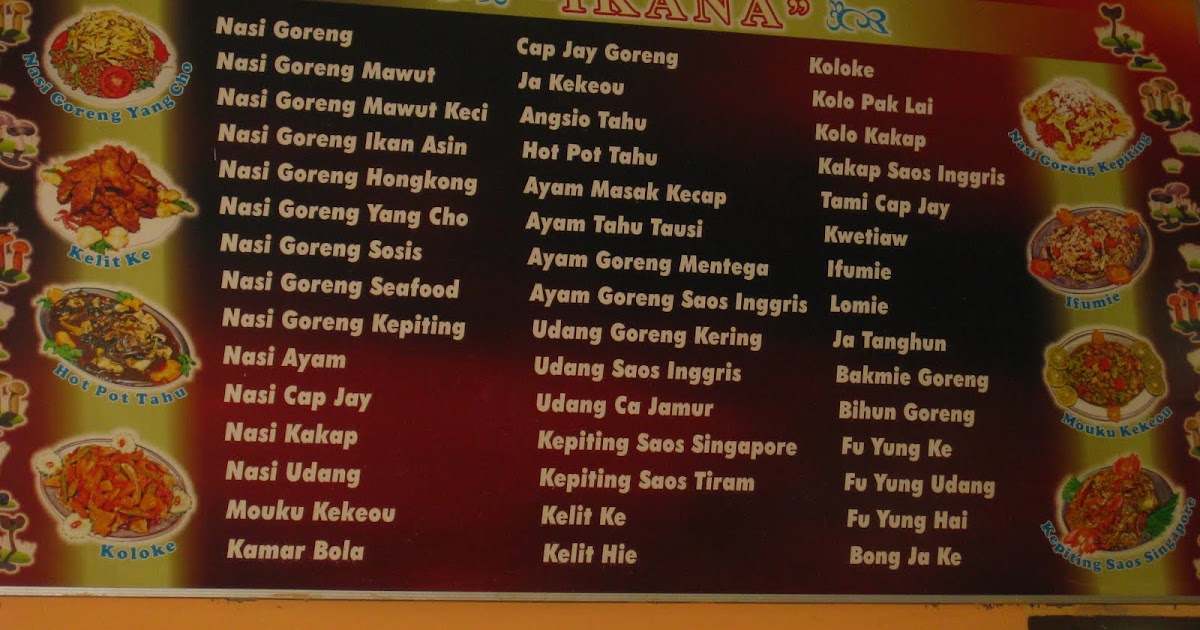 "IKANA"
Nasi Goreng
Nasi Goreng Mawut
Nasi Goreng Mawut Keci
Nasi Goreng Ikan Asin
Nasi Goreng Hongkong
Nasi Goreng Yang Cho
Nasi Goreng Sosis
Nasi Goreng Seafood
Nasi Goreng Kepiting
Nasi Ayam
Nasi Cap Jay
Nasi Kakap
Nasi Udang
Mouku Kekeou
Kamar Bola
Cap Jay Goreng
Ja Kekeou
Angsio Tahu
Hot Pot Tahu
Ayam Masak Kecap
Ayam Tahu Tausi
Ayam Goreng Mentega
Ayam Goreng Saos Inggris
Udang Goreng Kering
Udang Saos Inggris
Udang Ca Jamur
Kepiting Saos Singapore
Kepiting Saos Tiram
Kelit Ke
Kelit Hie
Koloke
Kolo Pak Lai
Kolo Kakap
Kakap Saos Inggris
Tami Cap Jay
Kwetiaw
Ifumie
Lomie
Ja Tanghun
Bakmie Goreng
Bihun Goreng
Fu Yung Ke
Fu Yung Udang
Fu Yung Hai
Bong Ja Ke
Nasi Goreng Yang Cho
Kelit Ke
Hot Pot Tahu
Koloke
Nasi Goreng Kepiting
Ifumie
Mouku Kekeou
Kepiting Saos Singapore